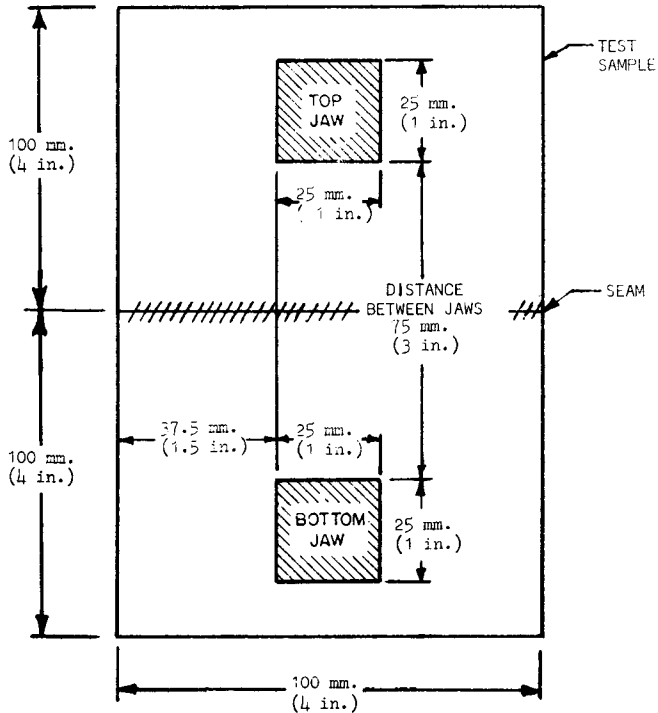 TEST
SAMPLE
TOP
JAW
25 mm.
(1 in.)
100 mm.
(4 in.)
25 mm.
( 1 in.)
DISTANCE
BETWEEN JAWS
75 mm.
(3 in.)
SEAM
37.5 mm.
(1.5 in.)
25 mm.
(1 in.)
100 mm.
(4 in.)
BOTTOM
JAW
25 mm.
(1 in.)
100 mm.
(4 in.)